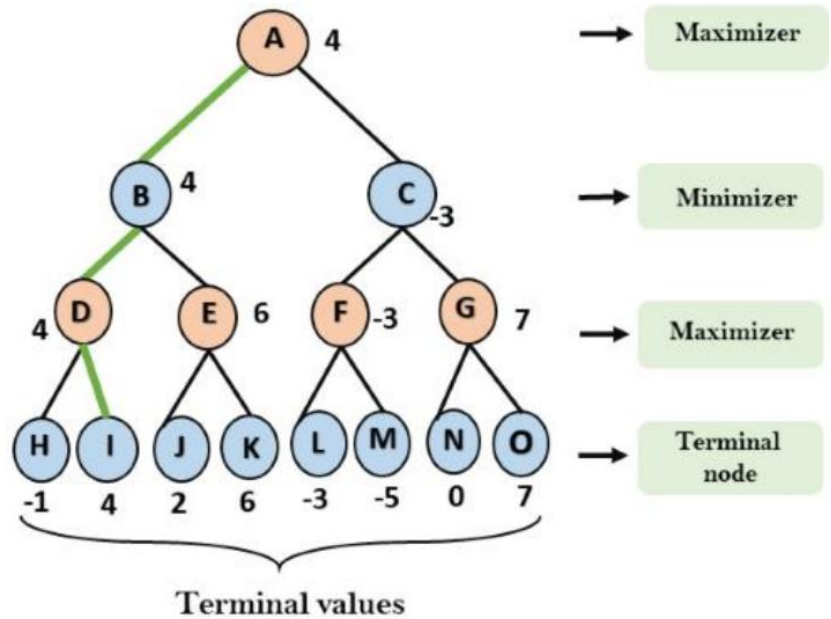 A 4 Maximizer
B 4 C -3 Minimizer
D 4 E 6 F -3 G 7 Maximizer
H I J K L M N O Terminal
node
-1 4 2 6 -3 -5 0 7
Terminal values